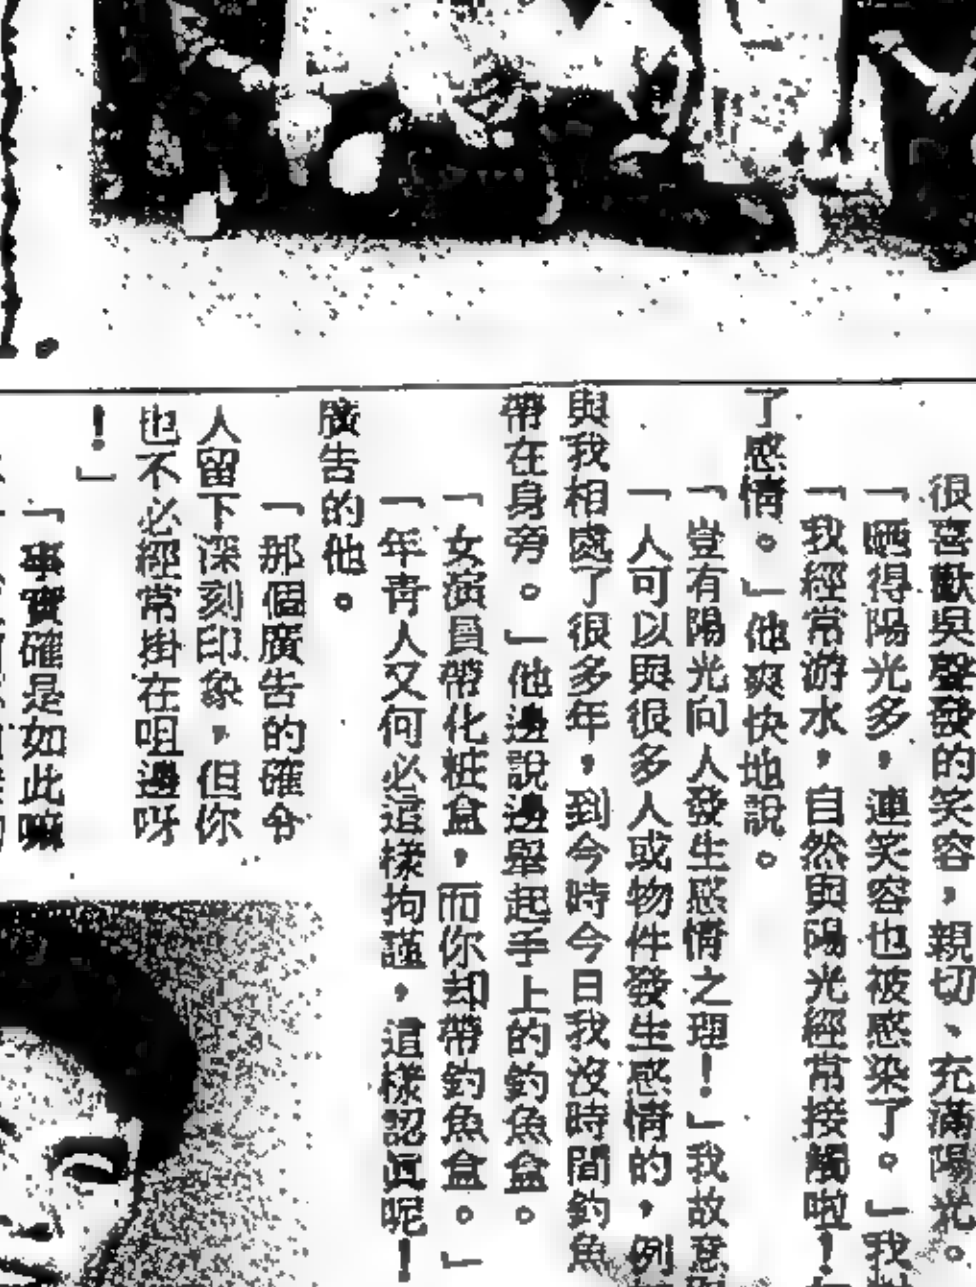 很喜歡吳聲發的笑容，親切、充滿陽光。
「晒得陽光多，連笑容也被感染了。」我
「我經常游水，自然與陽光經常接觸啦！
了感情。」他爽快地說。
「豈有陽光向人發生感情之理！」我故意
「人可以與很多人或物件發生感情的，例
與我相處了很多年，到今時今日我沒時間釣魚
帶在身旁。」他邊說邊舉起手上的釣魚盒。
「女演員帶化粧盒，而你却帶釣魚盒。」
「年青人又何必這樣拘謹，這樣認眞呢！
廣告的他。
「那個廣告的確令
人留下深刻印象，但你
也不必經常掛在咀邊呀
！」
「事實確是如此嘛